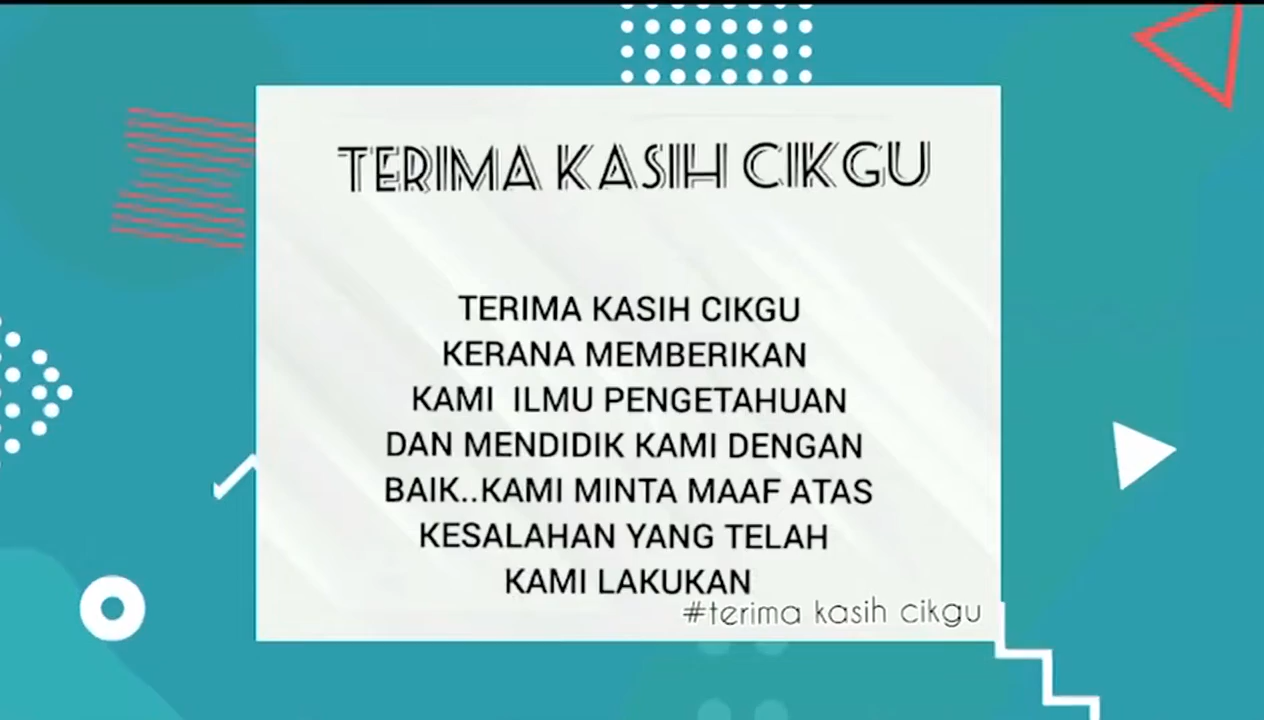 TERIMA KASIH CIKGU
TERIMA KASIH CIKGU
KERANA MEMBERIKAN
KAMI ILMU PENGETAHUAN
DAN MENDIDIK KAMI DENGAN
BAIK..KAMI MINTA MAAF ATAS
KESALAHAN YANG TELAH
KAMI LAKUKAN
#terima kasih cikgu